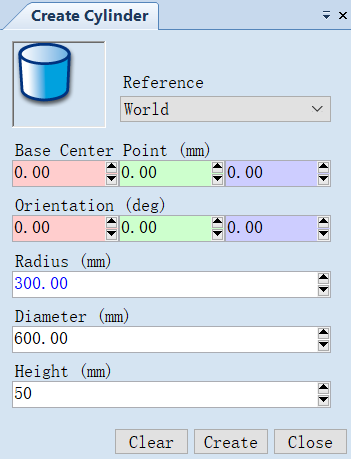 Create Cylinder
Reference
World
Base Center Point (mm)
0.00 0.00 0.00
Orientation (deg)
0.00 0.00 0.00
Radius (mm)
300.00
Diameter (mm)
600.00
Height (mm)
50
Clear Create Close